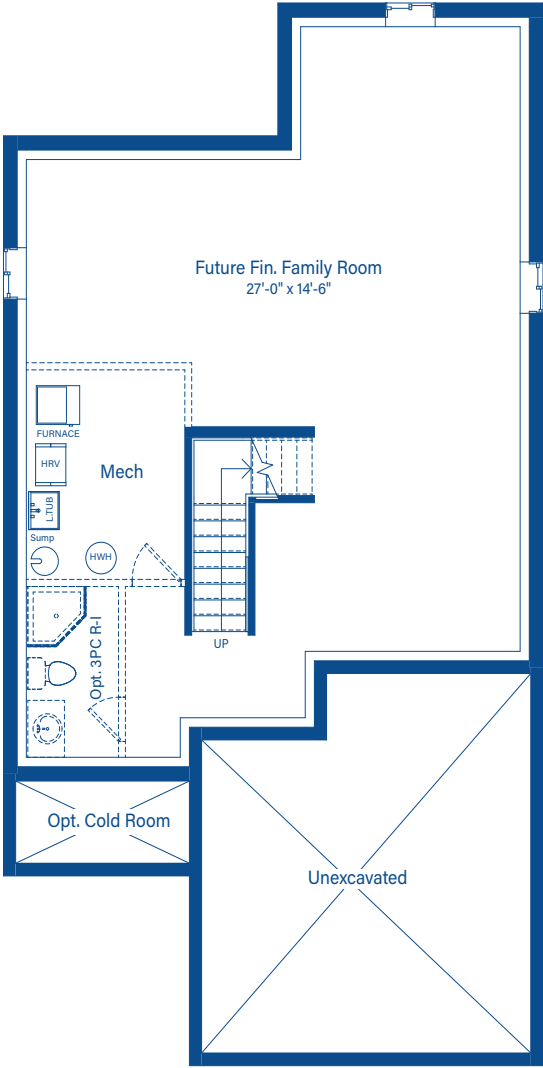 Future Fin. Family Room
27'-0" x 14'-6"
FURNACE
HRV
Mech
L.TUB
Sump
HWH
UP
Opt. 3PC R-I
Opt. Cold Room
Unexcavated